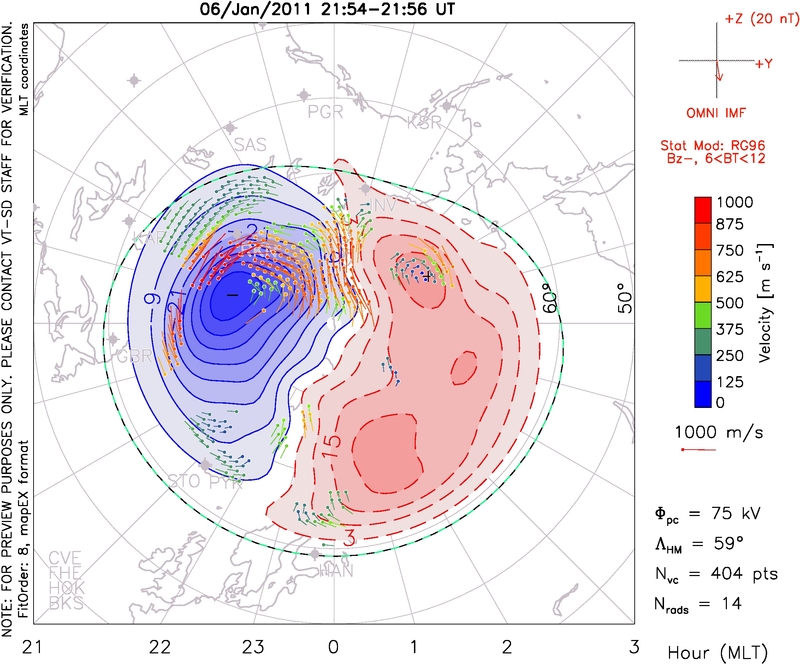 06/Jan/2011 21:54-21:56 UT
NOTE: FOR PREVIEW PURPOSES ONLY. PLEASE CONTACT VT-SD STAFF FOR VERIFICATION.
FitOrder: 8, mapEX format
MLT coordinates
+Z (20 nT)
+Y
OMNI IMF
Stat Mod: RG96
Bz-, 6<BT<12
PGR
KSR
SAS
GBR
STO PYK
HAN
CVE
FHE
HOK
BKS
-9
-21
15
3
60°
50°
1000
875
750
625
500
375
250
125
0
Velocity [m s⁻¹]
1000 m/s
Φpc = 75 kV
ΛHM = 59°
Nvc = 404 pts
Nrads = 14
21 22 23 0 1 2 3
Hour (MLT)